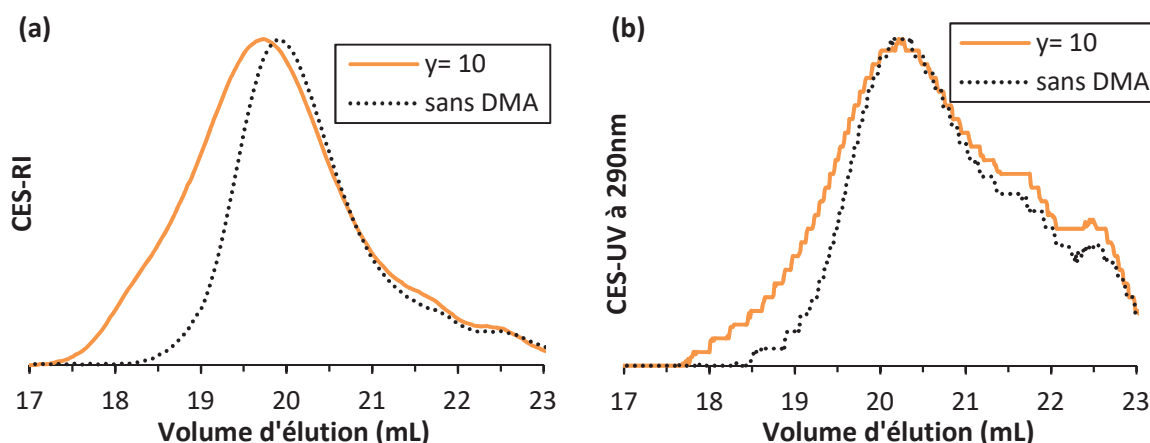 (a)
y= 10
sans DMA
CES-RI
17 18 19 20 21 22 23
Volume d'élution (mL)
(b)
y= 10
sans DMA
CES-UV à 290nm
17 18 19 20 21 22 23
Volume d'élution (mL)